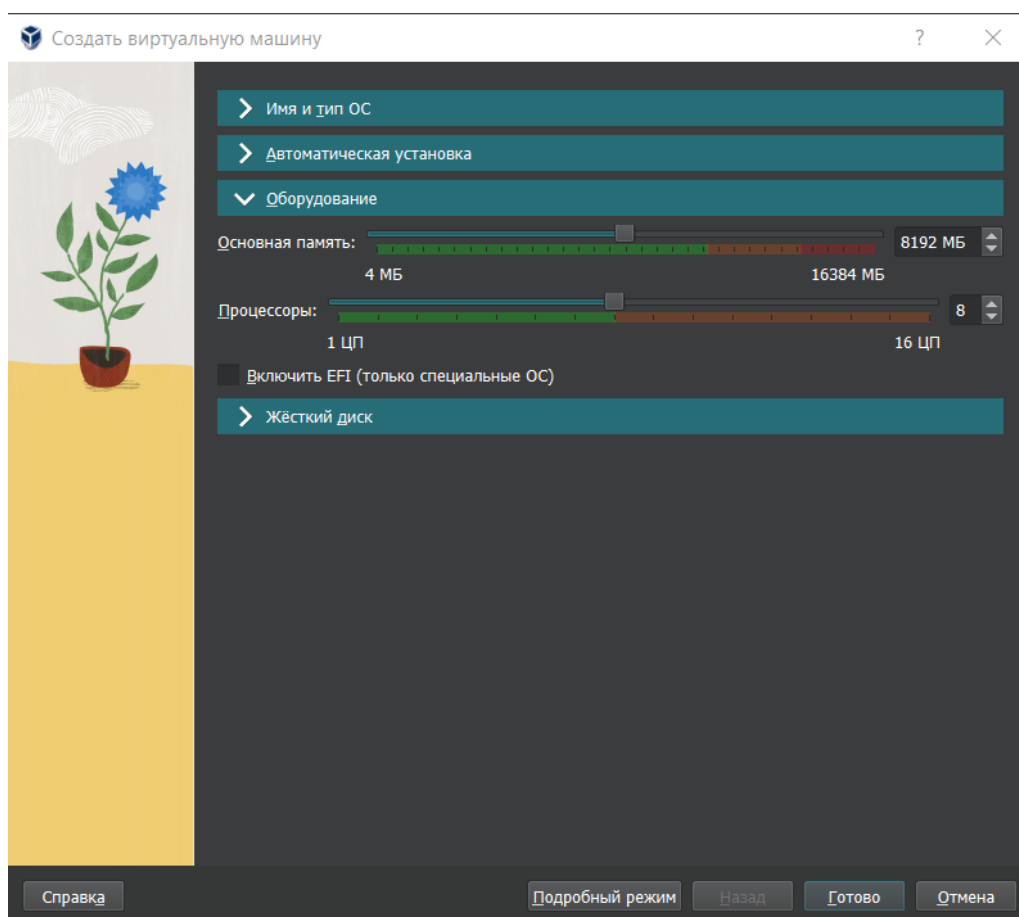 Создать виртуальную машину
Имя и тип ОС
Автоматическая установка
Оборудование
Основная память: 8192 МБ
4 МБ 16384 МБ
Процессоры: 8
1 ЦП 16 ЦП
Включить EFI (только специальные ОС)
Жёсткий диск
Справка Подробный режим Назад Готово Отмена